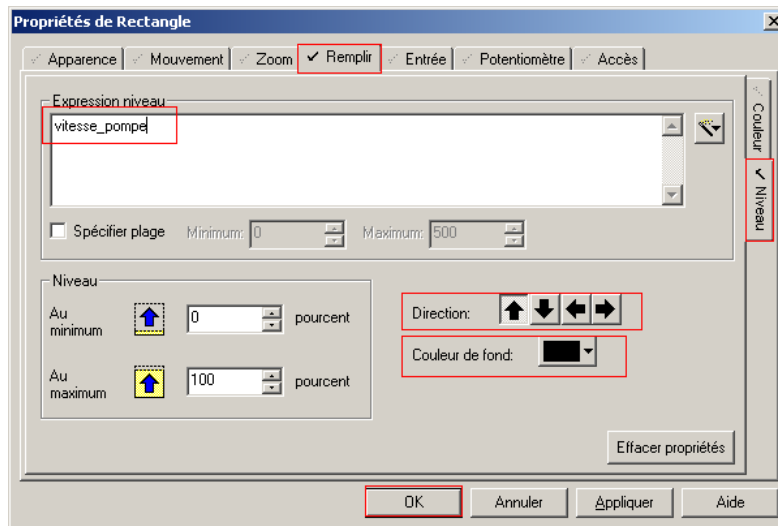 Propriétés de Rectangle
Apparence Mouvement Zoom Remplir Entrée Potentiomètre Accès
Expression niveau
vitesse_pompe
Couleur
Niveau
Spécifier plage Minimum: 0 Maximum: 500
Niveau
Au minimum 0 pourcent
Au maximum 100 pourcent
Direction:
Couleur de fond:
Effacer propriétés
OK Annuler Appliquer Aide